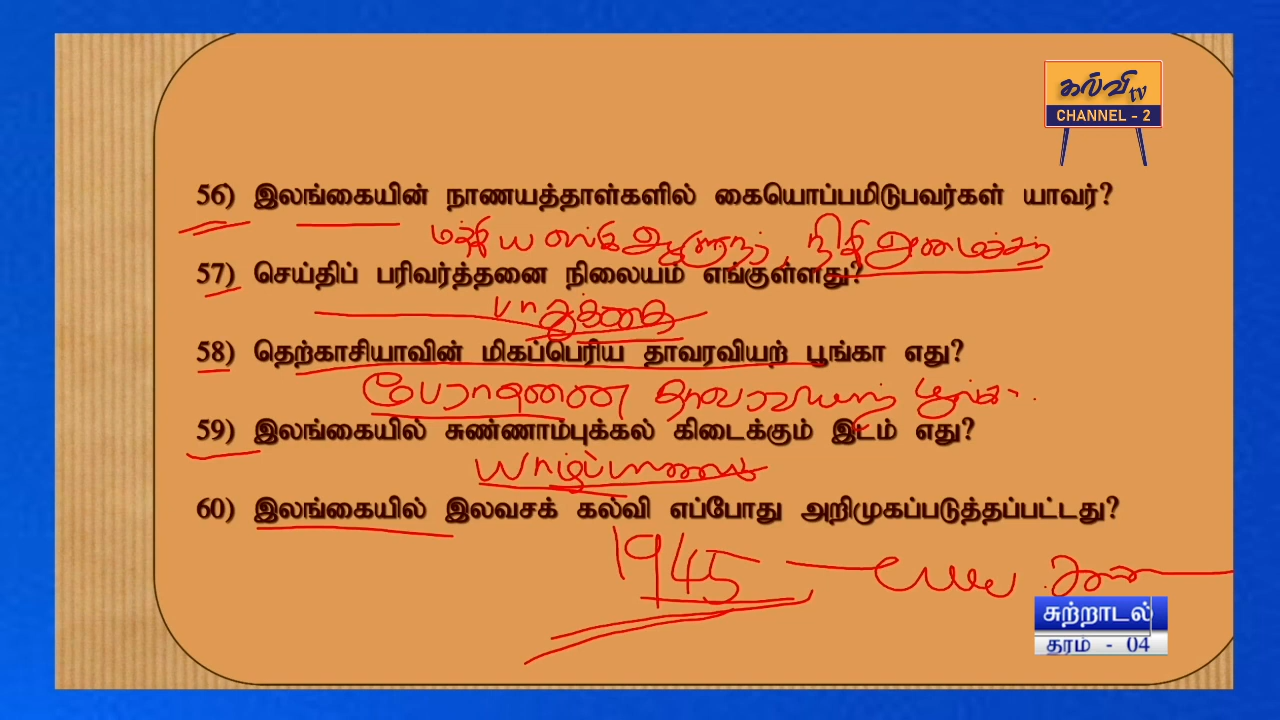 கல்வி tv
CHANNEL - 2
56) இலங்கையின் நாணயத்தாள்களில் கையொப்பமிடுபவர்கள் யாவர்?
மத்திய வங்கி ஆளுநர், நிதி அமைச்சர்
57) செய்திப் பரிவர்த்தனை நிலையம் எங்குள்ளது?
பாதுக்கை
58) தெற்காசியாவின் மிகப்பெரிய தாவரவியற் பூங்கா எது?
பேராதனை தாவரவியற் பூங்கா
59) இலங்கையில் சுண்ணாம்புக்கல் கிடைக்கும் இடம் எது?
யாழ்ப்பாணம்
60) இலங்கையில் இலவசக் கல்வி எப்போது அறிமுகப்படுத்தப்பட்டது?
1945
சுற்றாடல்
தரம் - 04